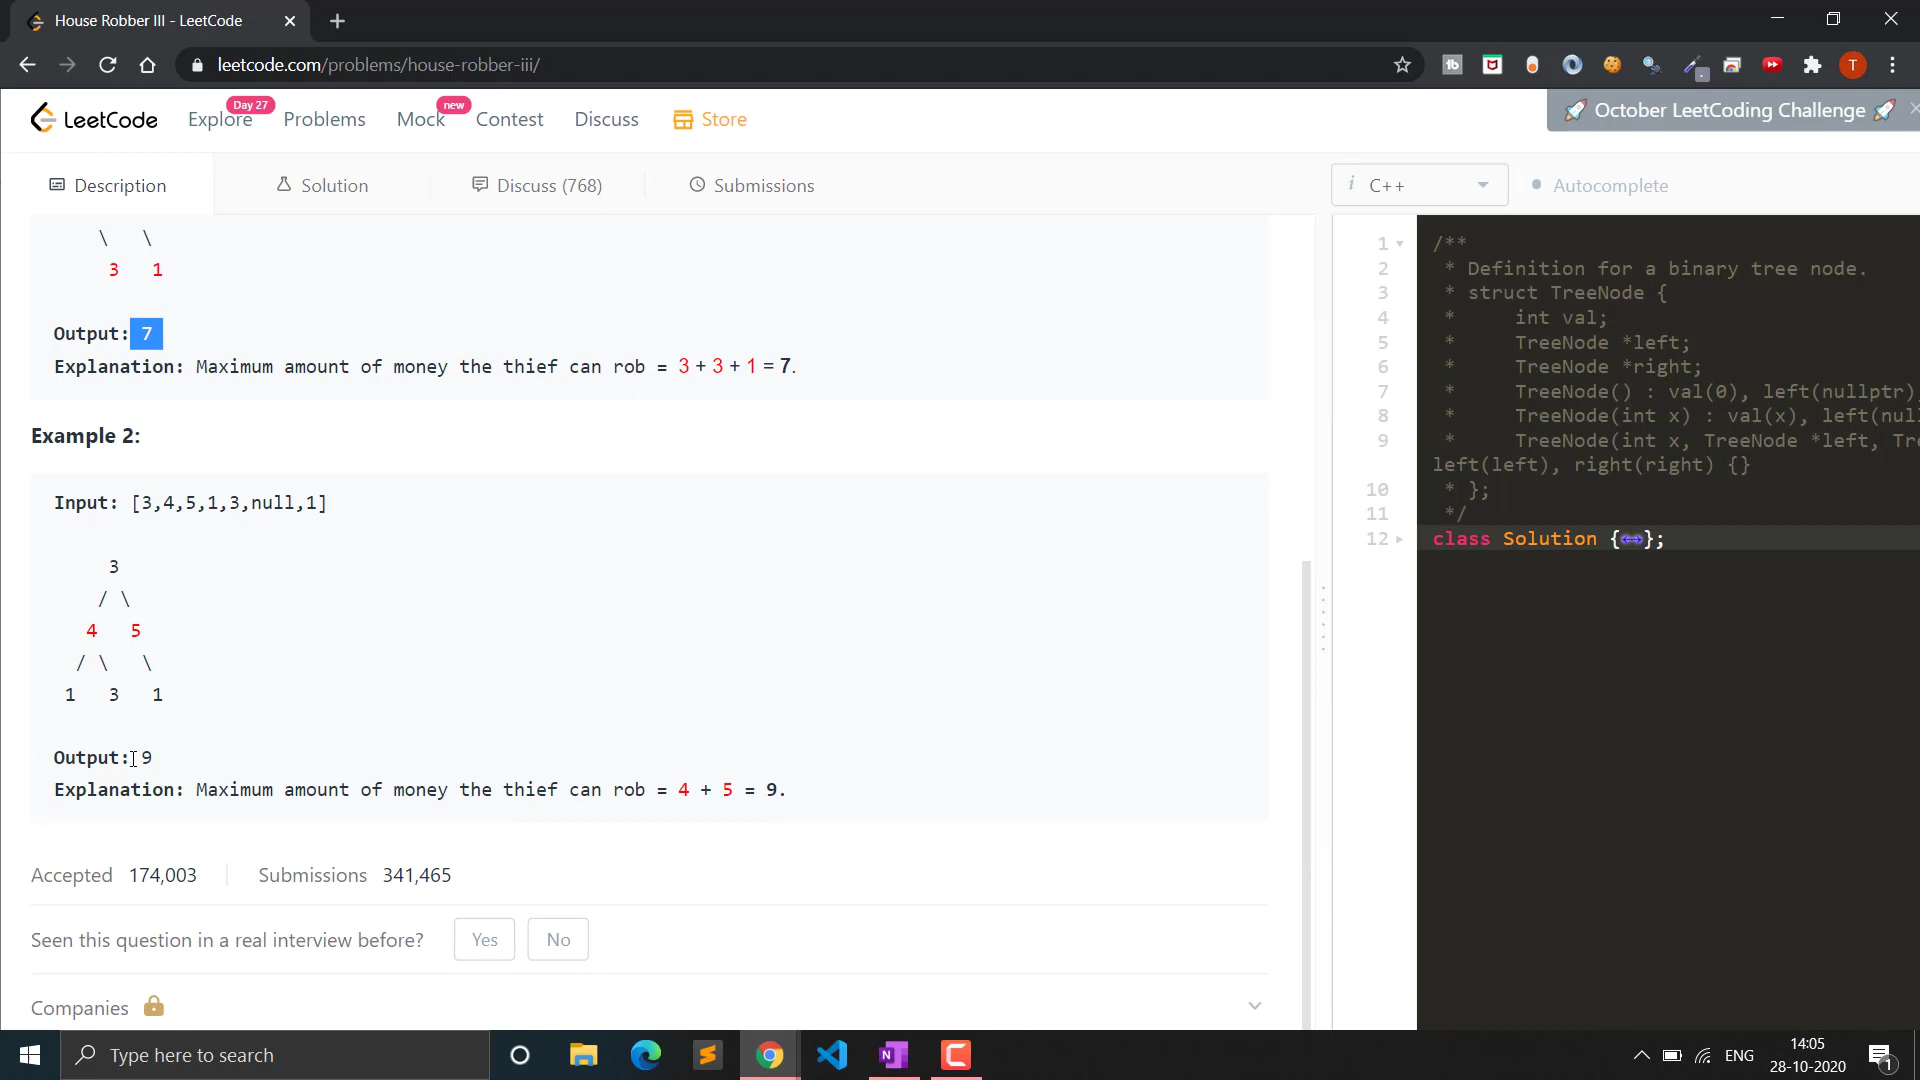 House Robber III - LeetCode
leetcode.com/problems/house-robber-iii/
T
LeetCode
Explore
Day 27
Problems
Mock
new
Contest
Discuss
Store
🚀 October LeetCoding Challenge 🚀
Description
Solution
Discuss (768)
Submissions
i C++
Autocomplete
\ \
3 1
Output: 7
Explanation: Maximum amount of money the thief can rob = 3 + 3 + 1 = 7.
Example 2:
Input: [3,4,5,1,3,null,1]
3
/ \
4 5
/ \ \
1 3 1
Output: 9
Explanation: Maximum amount of money the thief can rob = 4 + 5 = 9.
Accepted 174,003 Submissions 341,465
Seen this question in a real interview before? Yes No
Companies
1 /**
2 * Definition for a binary tree node.
3 * struct TreeNode {
4 * int val;
5 * TreeNode *left;
6 * TreeNode *right;
7 * TreeNode() : val(0), left(nullptr)
8 * TreeNode(int x) : val(x), left(nul
9 * TreeNode(int x, TreeNode *left, Tre
left(left), right(right) {}
10 * };
11 */
12 class Solution {↔};
Type here to search
ENG
14:05
28-10-2020
1